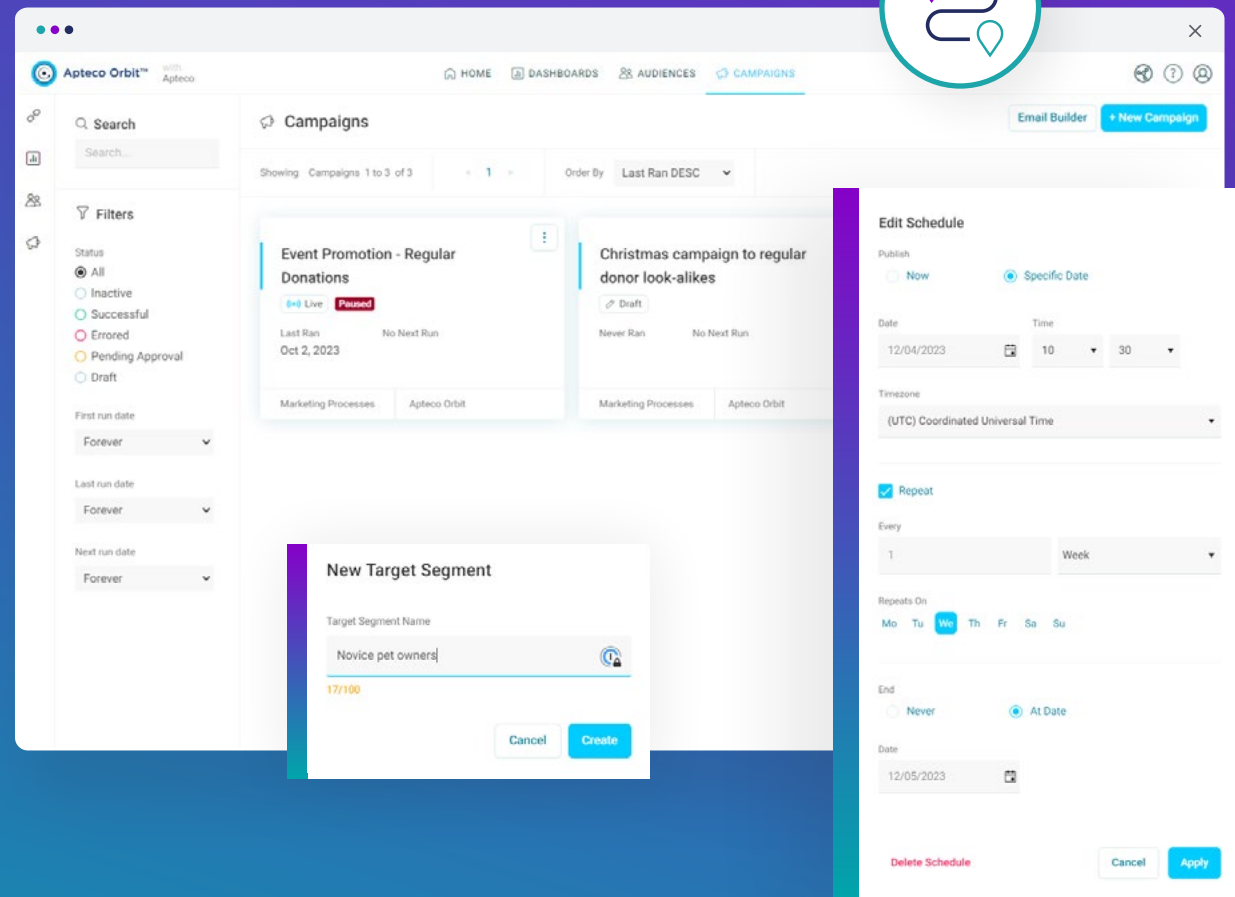 Apteco Orbit™ with Apteco
HOME DASHBOARDS AUDIENCES CAMPAIGNS
Search
Search...
Filters
Status
All
Inactive
Successful
Errored
Pending Approval
Draft
First run date
Forever
Last run date
Forever
Next run date
Forever
Campaigns
Email Builder
+ New Campaign
Showing Campaigns 1 to 3 of 3
1
Order By Last Ran DESC
Event Promotion - Regular
Donations
Live Paused
Last Ran No Next Run
Oct 2, 2023
Marketing Processes Apteco Orbit
Christmas campaign to regular
donor look-alikes
Draft
Never Ran No Next Run
Marketing Processes Apteco Orbit
New Target Segment
Target Segment Name
Novice pet owners
17/100
Cancel Create
Edit Schedule
Publish
Now Specific Date
Date Time
12/04/2023 10 30
Timezone
(UTC) Coordinated Universal Time
Repeat
Every
1 Week
Repeats On
Mo Tu We Th Fr Sa Su
End
Never At Date
Date
12/05/2023
Delete Schedule Cancel Apply